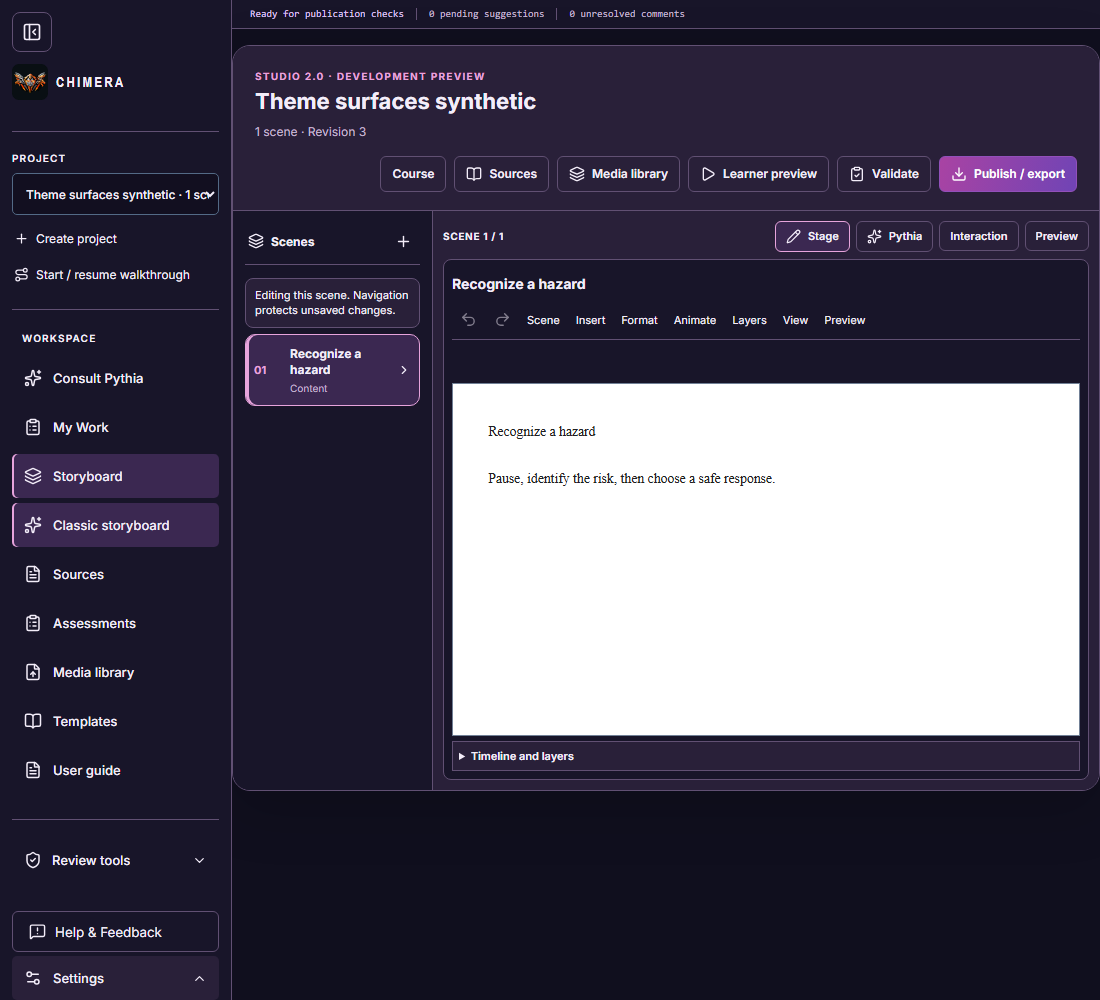 Ready for publication checks
0 pending suggestions
0 unresolved comments
CHIMERA
PROJECT
Theme surfaces synthetic · 1 sc
Create project
Start / resume walkthrough
WORKSPACE
Consult Pythia
My Work
Storyboard
Classic storyboard
Sources
Assessments
Media library
Templates
User guide
Review tools
Help & Feedback
Settings
STUDIO 2.0 · DEVELOPMENT PREVIEW
Theme surfaces synthetic
1 scene · Revision 3
Course
Sources
Media library
Learner preview
Validate
Publish / export
Scenes
Editing this scene. Navigation
protects unsaved changes.
01
Recognize a
hazard
Content
SCENE 1 / 1
Stage
Pythia
Interaction
Preview
Recognize a hazard
Scene
Insert
Format
Animate
Layers
View
Preview
Recognize a hazard
Pause, identify the risk, then choose a safe response.
Timeline and layers